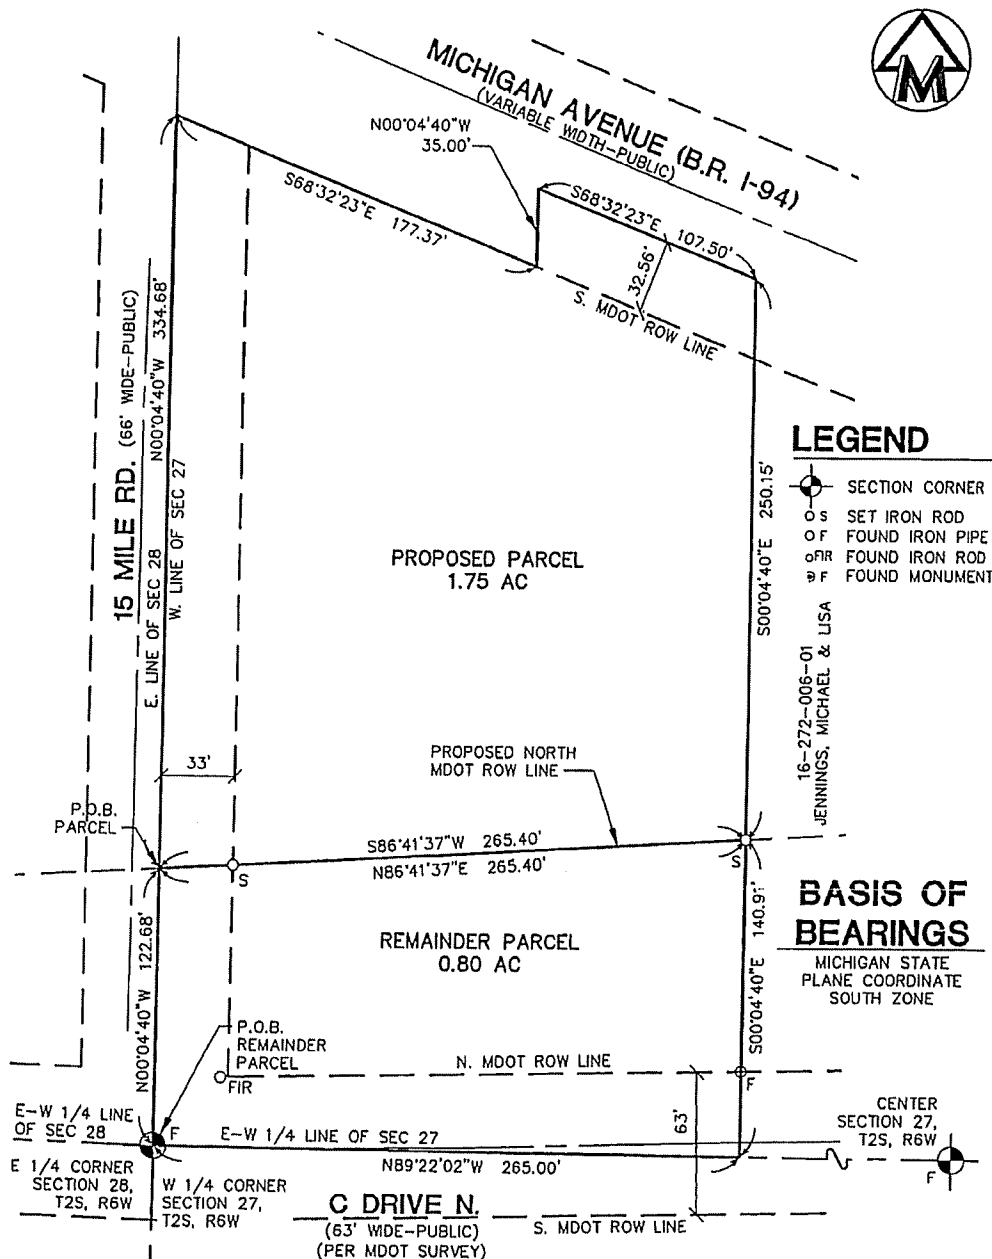 M
MICHIGAN AVENUE (B.R. I-94)
(VARIABLE WIDTH-PUBLIC)
N00°04'40"W
35.00'
S68°32'23"E 177.37'
S68°32'23"E 107.50'
32.56'
S. MDOT ROW LINE
15 MILE RD. (66' WIDE-PUBLIC)
E. LINE OF SEC 28 N00°04'40"W 334.68'
W. LINE OF SEC 27
PROPOSED PARCEL
1.75 AC
S00°04'40"E 250.15'
LEGEND
SECTION CORNER
S SET IRON ROD
F FOUND IRON PIPE
FIR FOUND IRON ROD
F FOUND MONUMENT
16-272-006-01
JENNINGS, MICHAEL & LISA
PROPOSED NORTH
MDOT ROW LINE
33'
P.O.B.
PARCEL
S86°41'37"W 265.40'
N86°41'37"E 265.40'
S
S
REMAINDER PARCEL
0.80 AC
N00°04'40"W 122.68'
S00°04'40"E 140.91'
BASIS OF
BEARINGS
MICHIGAN STATE
PLANE COORDINATE
SOUTH ZONE
P.O.B.
REMAINDER
PARCEL
FIR
N. MDOT ROW LINE
F
63'
E-W 1/4 LINE
OF SEC 28
F
E-W 1/4 LINE OF SEC 27
N89°22'02"W 265.00'
CENTER
SECTION 27,
T2S, R6W
F
E 1/4 CORNER
SECTION 28,
T2S, R6W
W 1/4 CORNER
SECTION 27,
T2S, R6W
C DRIVE N.
(63' WIDE-PUBLIC)
(PER MDOT SURVEY)
S. MDOT ROW LINE